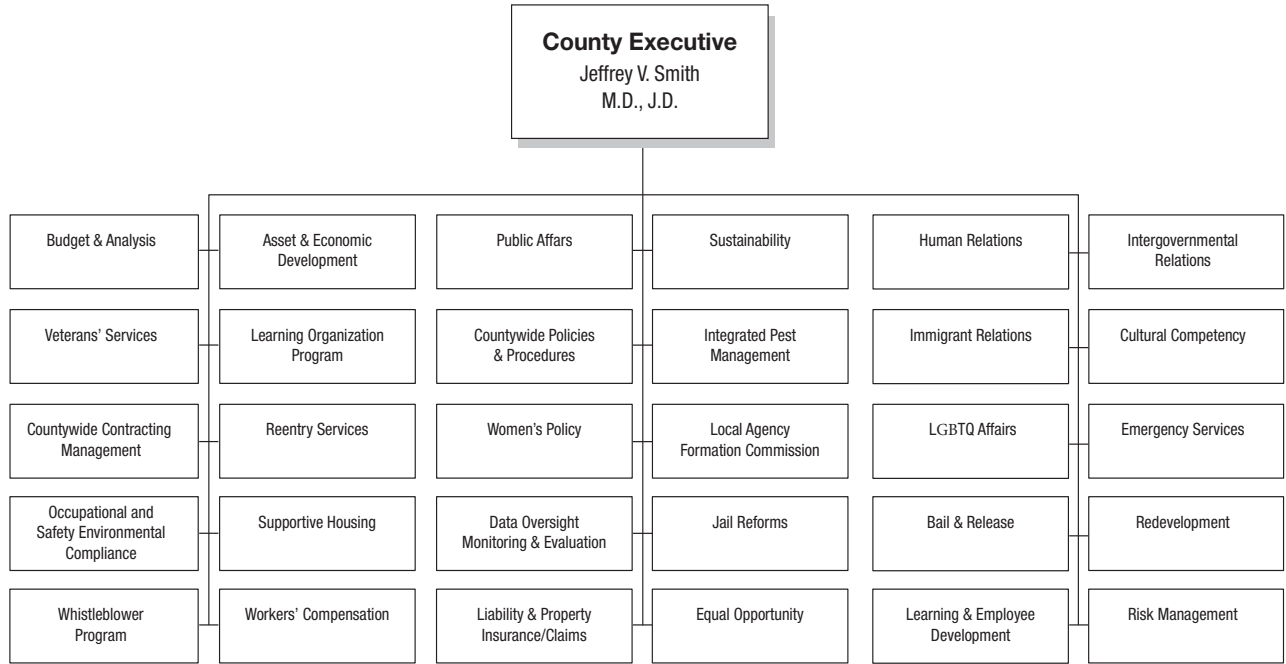 County Executive
Jeffrey V. Smith
M.D., J.D.
Budget & Analysis
Asset & Economic
Development
Public Affars
Sustainability
Human Relations
Intergovernmental
Relations
Veterans’ Services
Learning Organization
Program
Countywide Policies
& Procedures
Integrated Pest
Management
Immigrant Relations
Cultural Competency
Countywide Contracting
Management
Reentry Services
Women’s Policy
Local Agency
Formation Commission
LGBTQ Affairs
Emergency Services
Occupational and
Safety Environmental
Compliance
Supportive Housing
Data Oversight
Monitoring & Evaluation
Jail Reforms
Bail & Release
Redevelopment
Whistleblower
Program
Workers’ Compensation
Liability & Property
Insurance/Claims
Equal Opportunity
Learning & Employee
Development
Risk Management